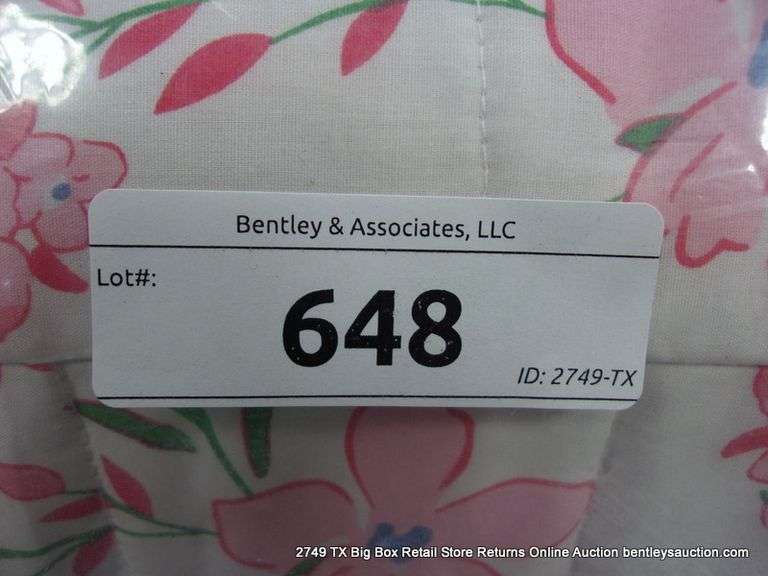 Bentley & Associates, LLC
Lot#:
648
ID: 2749-TX
2749 TX Big Box Retail Store Returns Online Auction bentleysauction.com